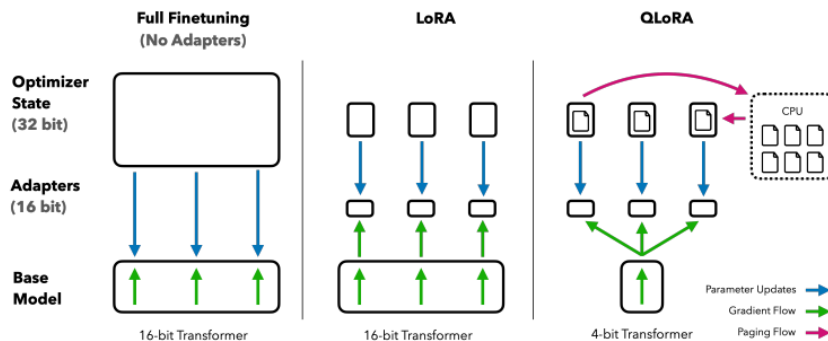 Full Finetuning
(No Adapters)
LoRA
QLoRA
Optimizer
State
(32 bit)
CPU
Adapters
(16 bit)
Base
Model
Parameter Updates
Gradient Flow
Paging Flow
16-bit Transformer
16-bit Transformer
4-bit Transformer